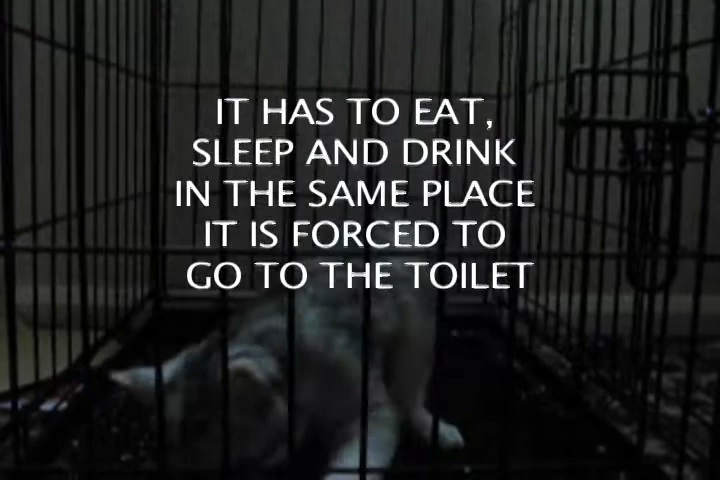 IT HAS TO EAT,
SLEEP AND DRINK
IN THE SAME PLACE
IT IS FORCED TO
GO TO THE TOILET